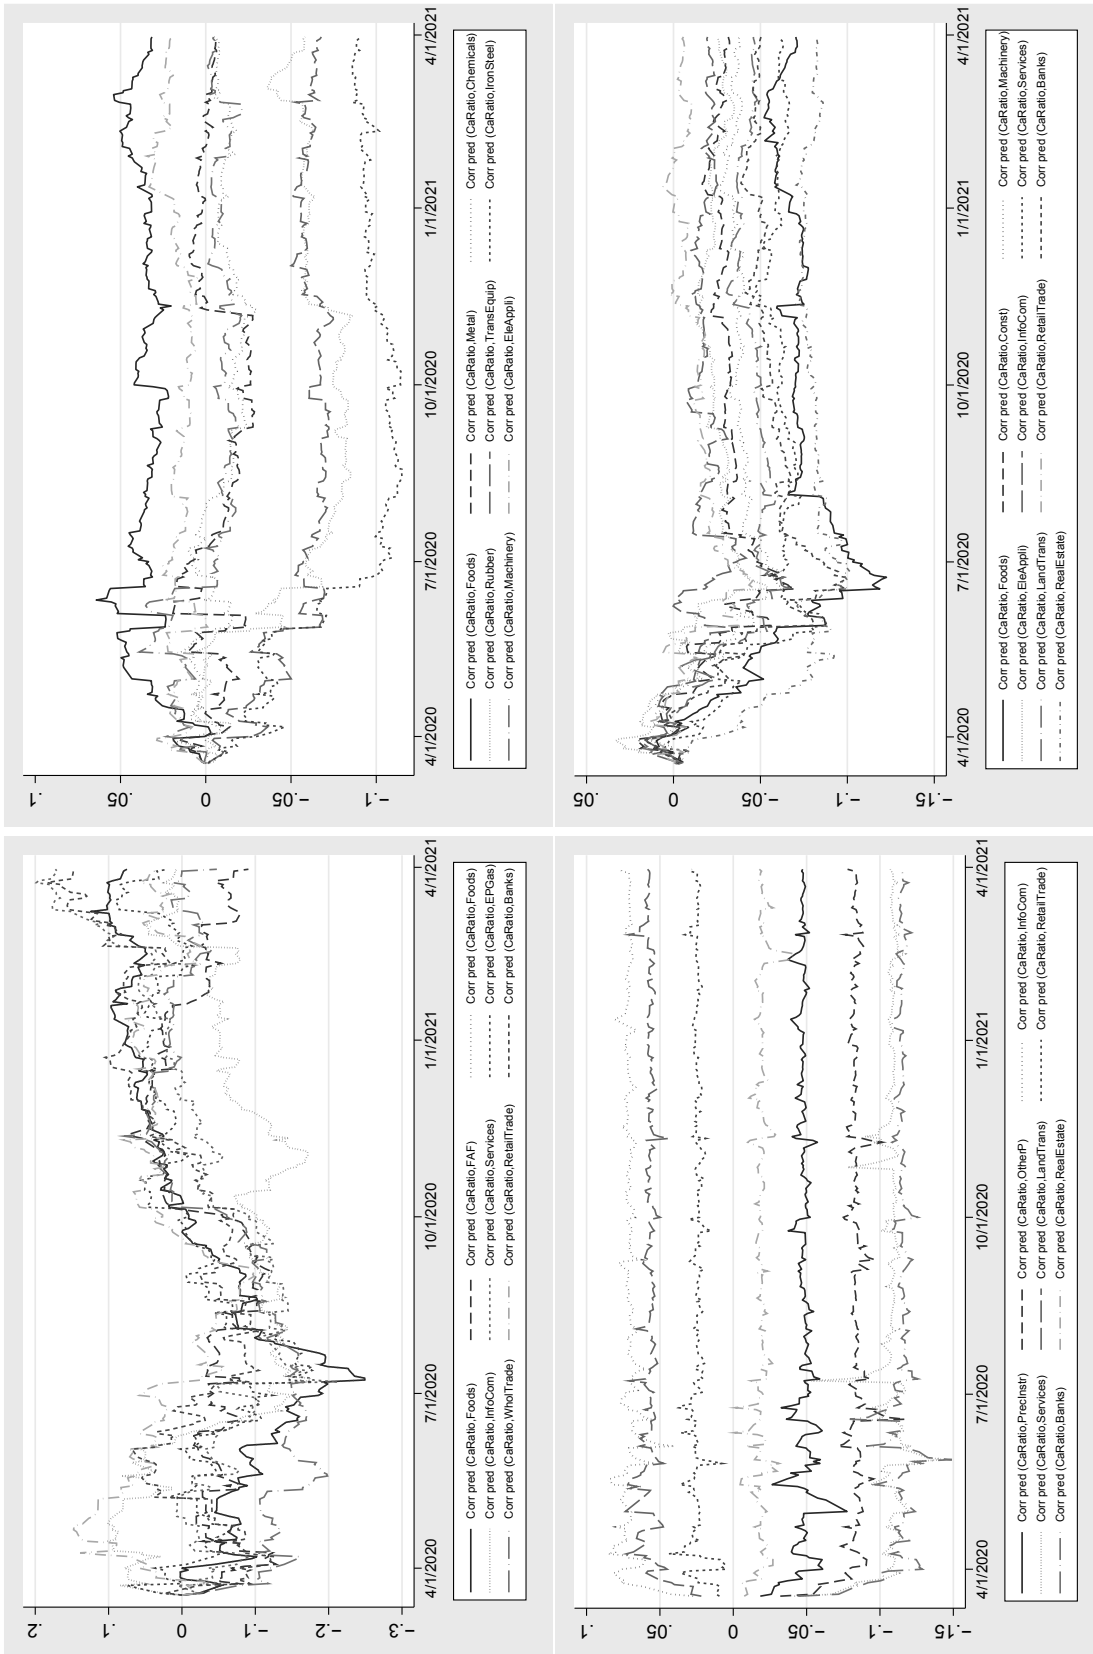 .2
.1
0
-.1
-.2
-.3
4/1/2020 7/1/2020 10/1/2020 1/1/2021 4/1/2021
Corr pred (CaRatio,Foods) Corr pred (CaRatio,FAF) Corr pred (CaRatio,Foods)
Corr pred (CaRatio,InfoCom) Corr pred (CaRatio,Services) Corr pred (CaRatio,EPGas)
Corr pred (CaRatio,WholTrade) Corr pred (CaRatio,RetailTrade) Corr pred (CaRatio,Banks)
.1
.05
0
-.05
-.1
4/1/2020 7/1/2020 10/1/2020 1/1/2021 4/1/2021
Corr pred (CaRatio,Foods) Corr pred (CaRatio,Metal) Corr pred (CaRatio,Chemicals)
Corr pred (CaRatio,Rubber) Corr pred (CaRatio,TransEquip) Corr pred (CaRatio,IronSteel)
Corr pred (CaRatio,Machinery) Corr pred (CaRatio,EleAppli)
.1
.05
0
-.05
-.1
-.15
4/1/2020 7/1/2020 10/1/2020 1/1/2021 4/1/2021
Corr pred (CaRatio,PrecInstr) Corr pred (CaRatio,OtherP) Corr pred (CaRatio,InfoCom)
Corr pred (CaRatio,Services) Corr pred (CaRatio,LandTrans) Corr pred (CaRatio,RetailTrade)
Corr pred (CaRatio,Banks) Corr pred (CaRatio,RealEstate)
.05
0
-.05
-.1
-.15
4/1/2020 7/1/2020 10/1/2020 1/1/2021 4/1/2021
Corr pred (CaRatio,Foods) Corr pred (CaRatio,Const) Corr pred (CaRatio,Machinery)
Corr pred (CaRatio,EleAppli) Corr pred (CaRatio,InfoCom) Corr pred (CaRatio,Services)
Corr pred (CaRatio,LandTrans) Corr pred (CaRatio,RetailTrade) Corr pred (CaRatio,Banks)
Corr pred (CaRatio,RealEstate)